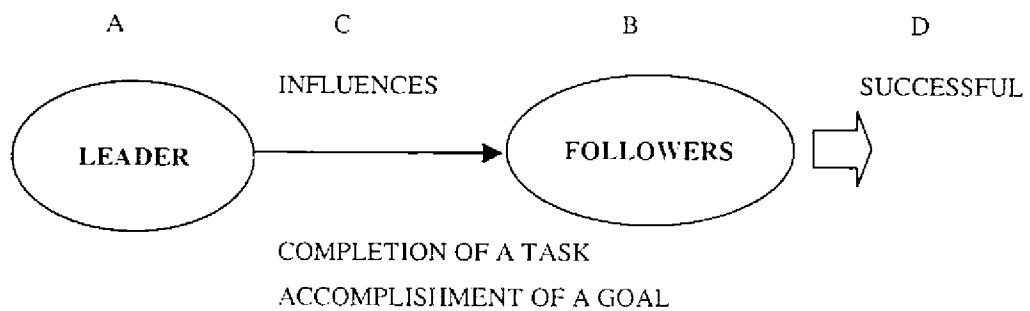 A C B D
INFLUENCES SUCCESSFUL
LEADER FOLLOWERS
COMPLETION OF A TASK
ACCOMPLISHMENT OF A GOAL